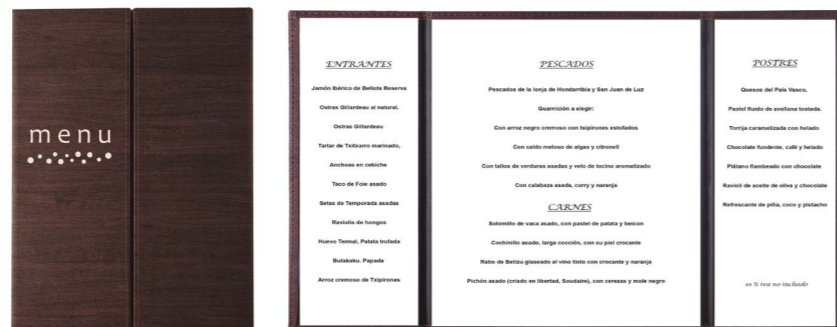 menu
ENTRANTES
Jamón Ibérico de Bellota Reserva
Ostras Gillardeau al natural.
Ostras Gillardeau
Tartar de Txitxarro marinado,
Anchoas en cebiche
Taco de Foie asado
Setas de Temporada asadas
Raviolis de hongos
Huevo Termal, Patata trufada
Butakaku. Papada
Arroz cremoso de Txipirones
PESCADOS
Pescados de la lonja de Hondarribia y San Juan de Luz
Guarnición a elegir:
Con arroz negro cremoso con txipirones estofados
Con caldo meloso de algas y citronell
Con tallos de verduras asadas y velo de tocino aromatizado
Con calabaza asada, curry y naranja
CARNES
Solomillo de vaca asado, con pastel de patata y beicon
Cochinillo asado, larga cocción, con su piel crocante
Rabo de Betizu glaseado al vino tinto con crocante y naranja
Pichón asado (criado en libertad, Soudaire), con cerezas y mole negro
POSTRES
Quesos del País Vasco,
Pastel fluido de avellana tostada.
Torrija caramelizada con helado
Chocolate fundente, café y helado
Plátano flambeado con chocolate
Ravioli de aceite de oliva y chocolate
Refrescante de piña, coco y pistacho
10 % iva no incluido